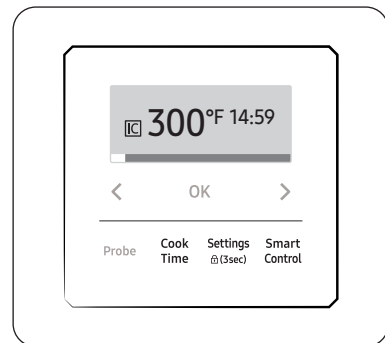 IC 300°F 14:59
< OK >
Probe Cook Time Settings (3sec) Smart Control